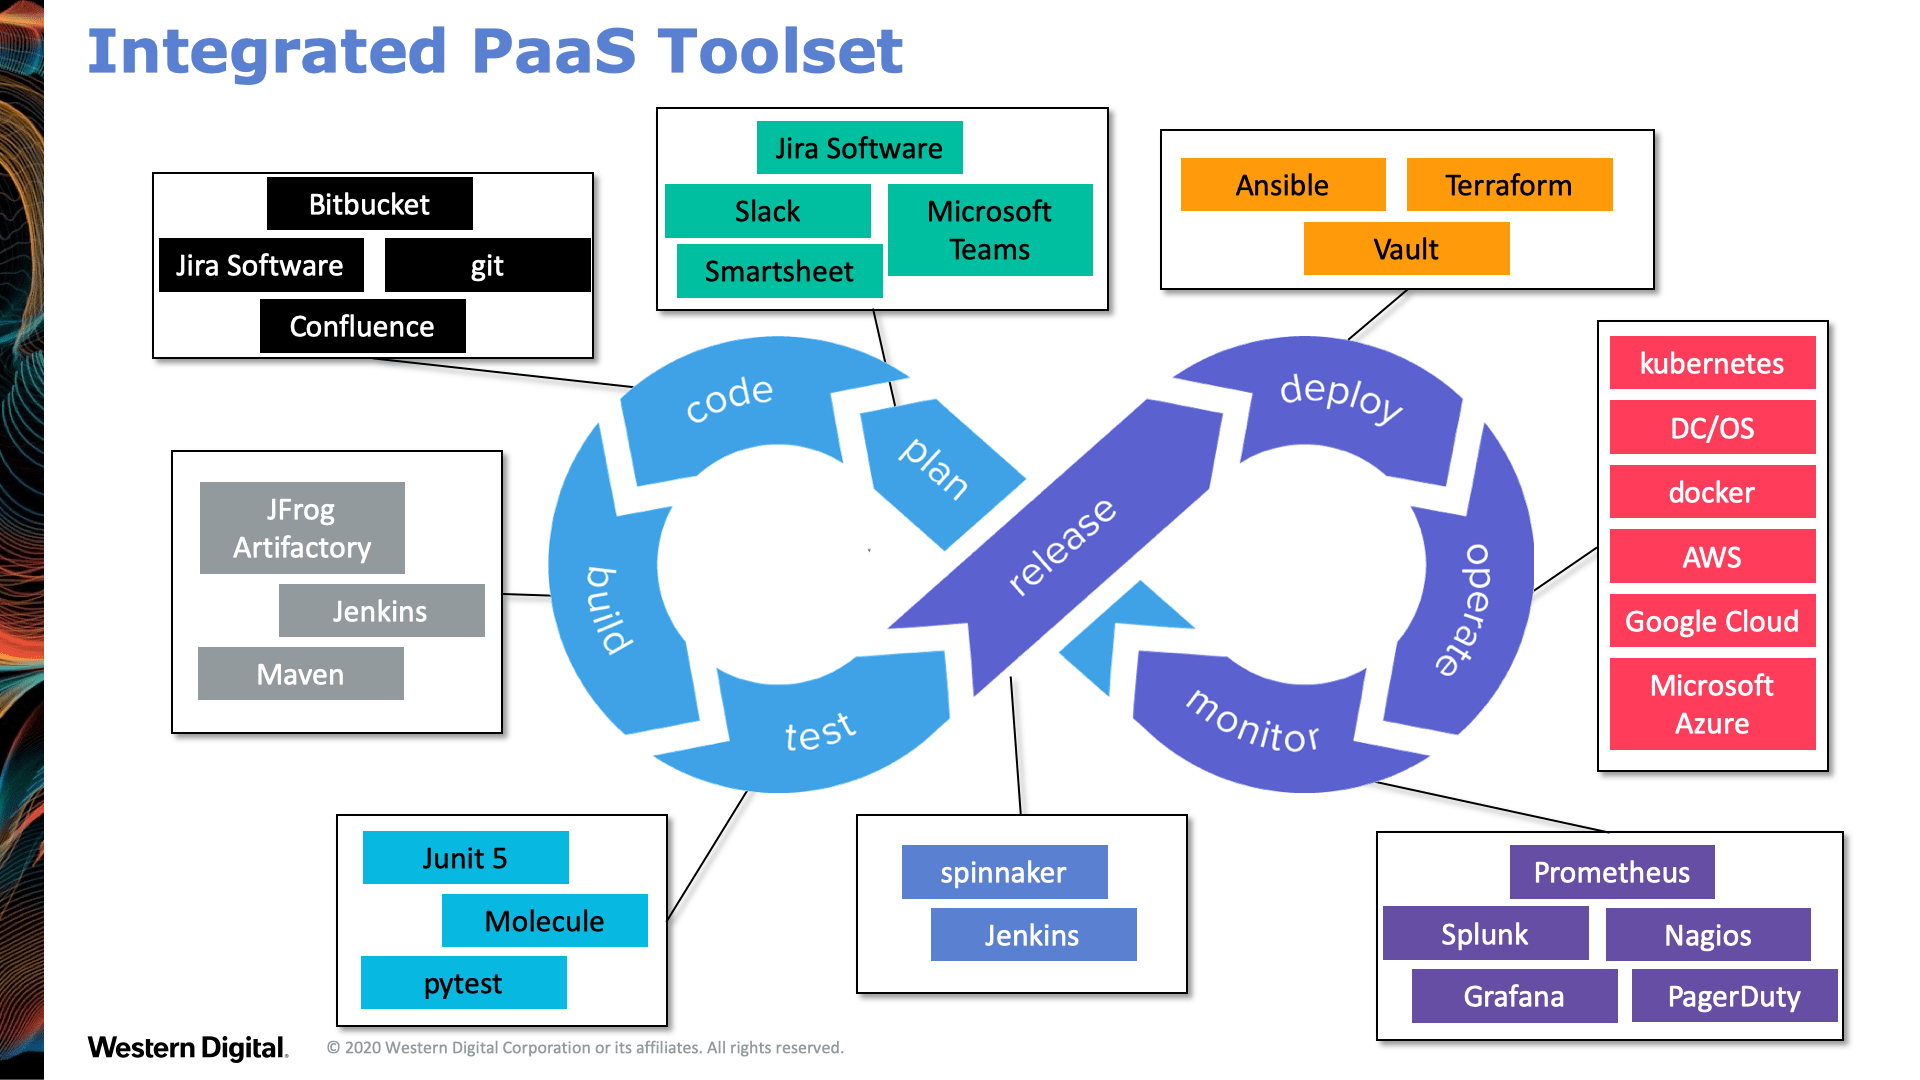 Integrated PaaS Toolset
Bitbucket
Jira Software
git
Confluence
Jira Software
Slack
Microsoft
Teams
Smartsheet
Ansible
Terraform
Vault
kubernetes
DC/OS
docker
AWS
Google Cloud
Microsoft
Azure
JFrog
Artifactory
Jenkins
Maven
code
plan
build
test
release
deploy
operate
monitor
Junit 5
Molecule
pytest
spinnaker
Jenkins
Prometheus
Splunk
Nagios
Grafana
PagerDuty
Western Digital.
© 2020 Western Digital Corporation or its affiliates. All rights reserved.